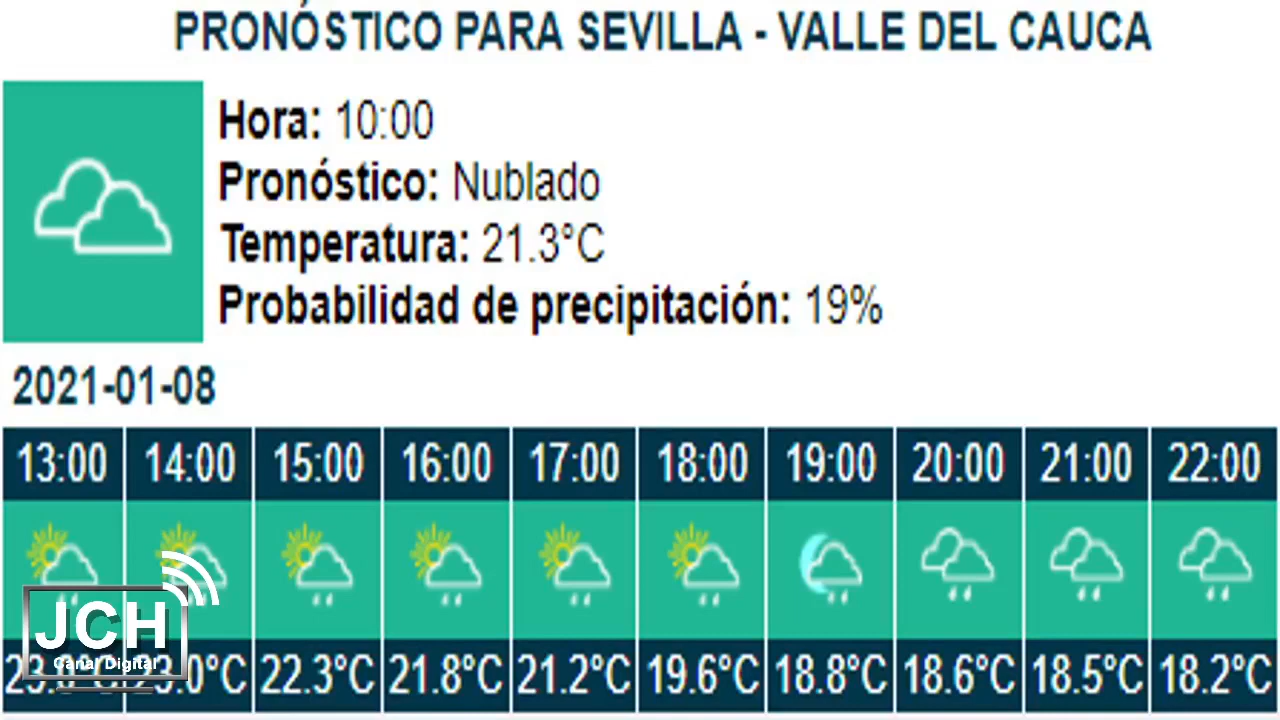 PRONÓSTICO PARA SEVILLA - VALLE DEL CAUCA
Hora: 10:00
Pronóstico: Nublado
Temperatura: 21.3°C
Probabilidad de precipitación: 19%
2021-01-08
13:00 14:00 15:00 16:00 17:00 18:00 19:00 20:00 21:00 22:00
JCH
Canal Digital
22.3°C 21.8°C 21.2°C 19.6°C 18.8°C 18.6°C 18.5°C 18.2°C